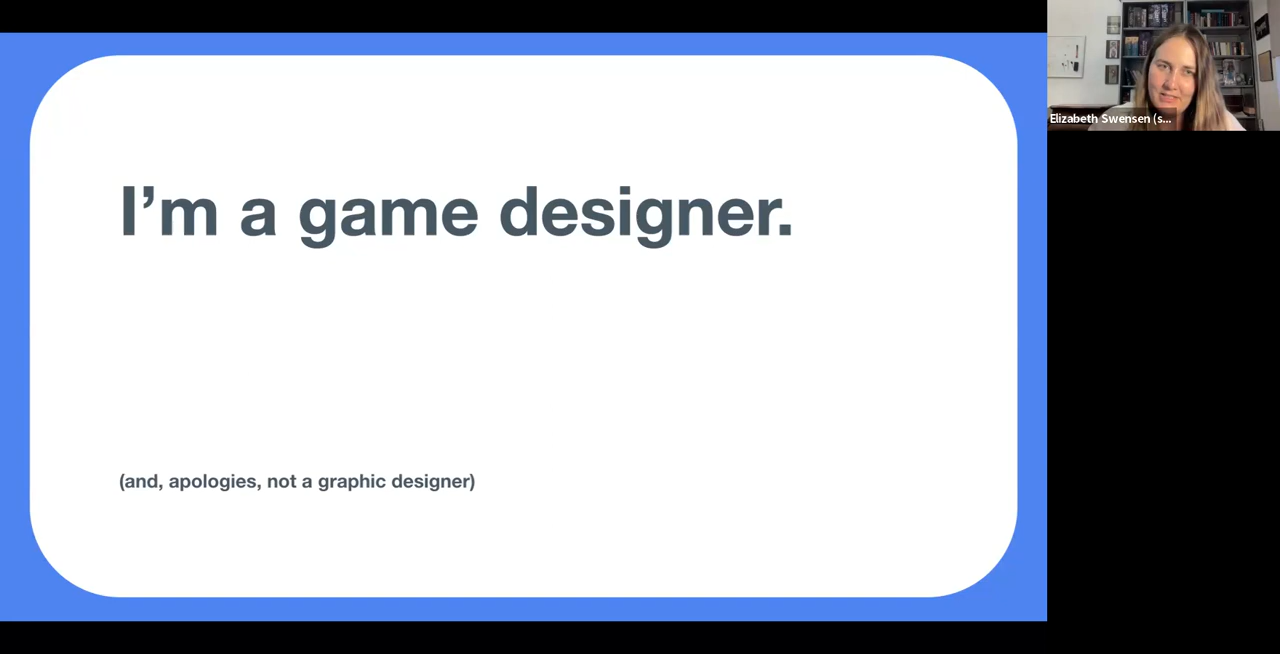 I’m a game designer.
(and, apologies, not a graphic designer)
Elizabeth Swensen (s...